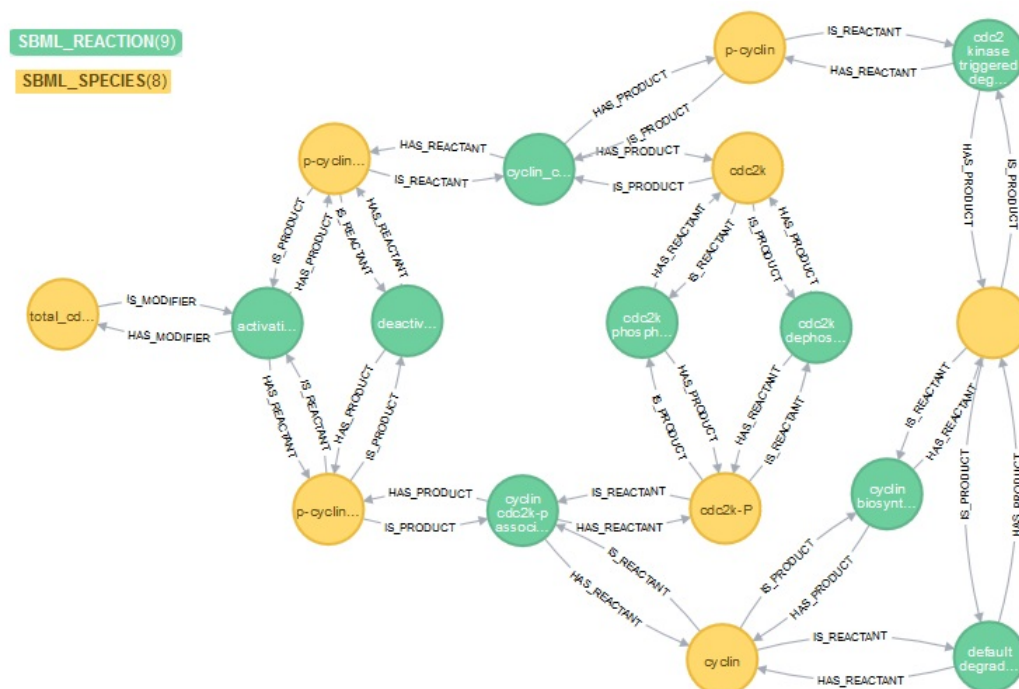 SBML_REACTION(9)
SBML_SPECIES(8)
p-cyclin
IS_REACTANT
HAS_REACTANT
cdc2
kinase
triggered
deg...
HAS_PRODUCT
IS_PRODUCT
p-cyclin...
HAS_REACTANT
IS_REACTANT
cyclin_c...
HAS_PRODUCT
IS_PRODUCT
cdc2k
HAS_PRODUCT
IS_PRODUCT
IS_PRODUCT
HAS_PRODUCT
IS_REACTANT
HAS_REACTANT
HAS_REACTANT
IS_REACTANT
IS_PRODUCT
HAS_PRODUCT
total_cd...
IS_MODIFIER
HAS_MODIFIER
activati...
deactiv...
cdc2k
phosph...
cdc2k
dephos...
HAS_REACTANT
IS_REACTANT
HAS_PRODUCT
IS_PRODUCT
HAS_PRODUCT
IS_PRODUCT
HAS_REACTANT
IS_REACTANT
IS_REACTANT
HAS_REACTANT
p-cyclin...
HAS_PRODUCT
IS_PRODUCT
cyclin
cdc2k-p
associ...
IS_REACTANT
HAS_REACTANT
cdc2k-P
cyclin
biosynt...
IS_PRODUCT
HAS_PRODUCT
IS_REACTANT
HAS_REACTANT
IS_PRODUCT
HAS_PRODUCT
cyclin
IS_REACTANT
HAS_REACTANT
default
degrad...